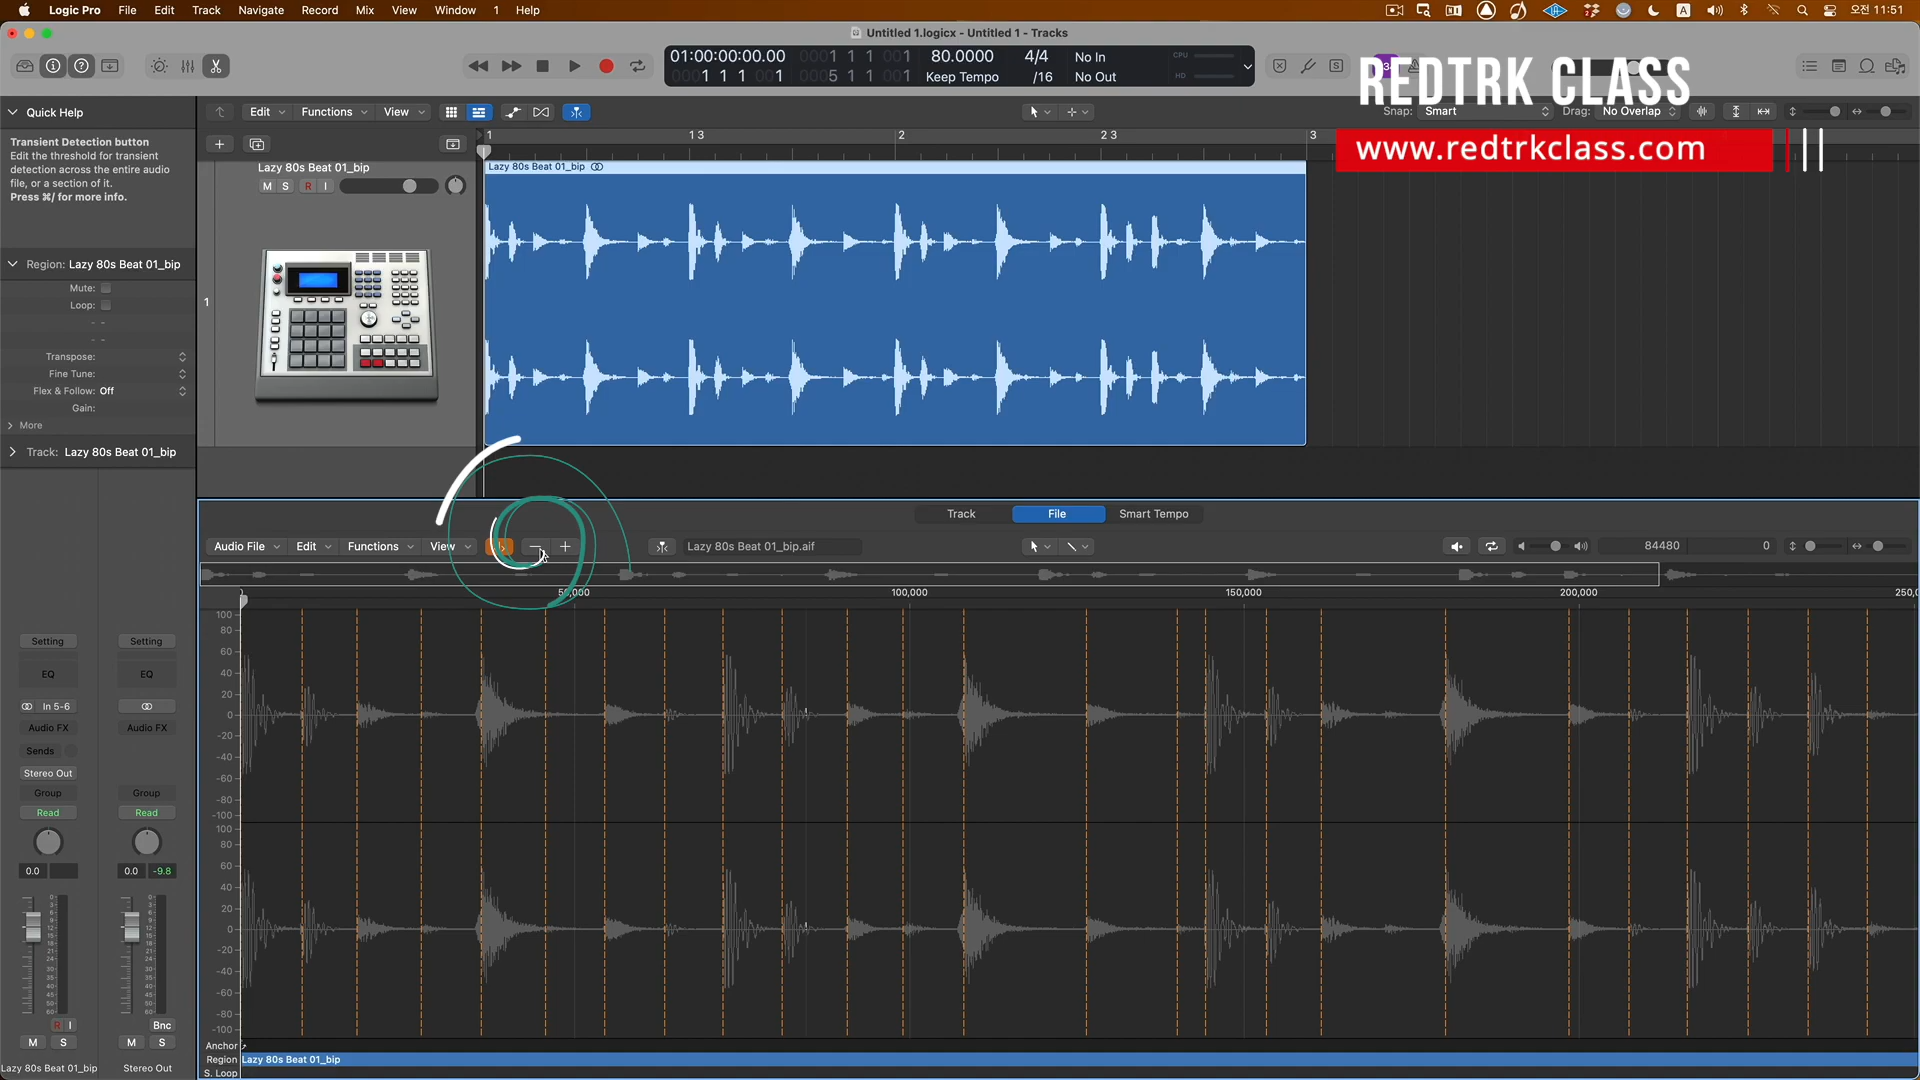 Logic Pro File Edit Track Navigate Record Mix View Window 1 Help
A 오전 11:51
Untitled 1.logicx - Untitled 1 - Tracks
01:00:00:00.00 0001 1 1 001 80.0000 4/4 No In CPU
0001 1 1 001 0005 1 1 001 Keep Tempo /16 No Out HD
REDTRK CLASS
www.redtrkclass.com
Quick Help
Transient Detection button
Edit the threshold for transient
detection across the entire audio
file, or a section of it.
Press ⌘/ for more info.
Edit Functions View
Snap: Smart Drag: No Overlap
1 1 3 2 2 3 3
Lazy 80s Beat 01_bip
M S R I
1
Lazy 80s Beat 01_bip
Region: Lazy 80s Beat 01_bip
Mute:
Loop:
Transpose:
Fine Tune:
Flex & Follow: Off
Gain:
More
Track: Lazy 80s Beat 01_bip
Track File Smart Tempo
Audio File Edit Functions View
Lazy 80s Beat 01_bip.aif
84480 0
100,000 150,000 200,000
100
80
60
40
20
0
-20
-40
-60
-80
-100
100
80
60
40
20
0
-20
-40
-60
-80
-100
Anchor
Region Lazy 80s Beat 01_bip
S. Loop
Setting Setting
EQ EQ
In 5-6
Audio FX Audio FX
Sends
Stereo Out
Group Group
Read Read
0.0 0.0 -9.8
R I Bnc
M S M S
Lazy 80s Beat 01_bip Stereo Out